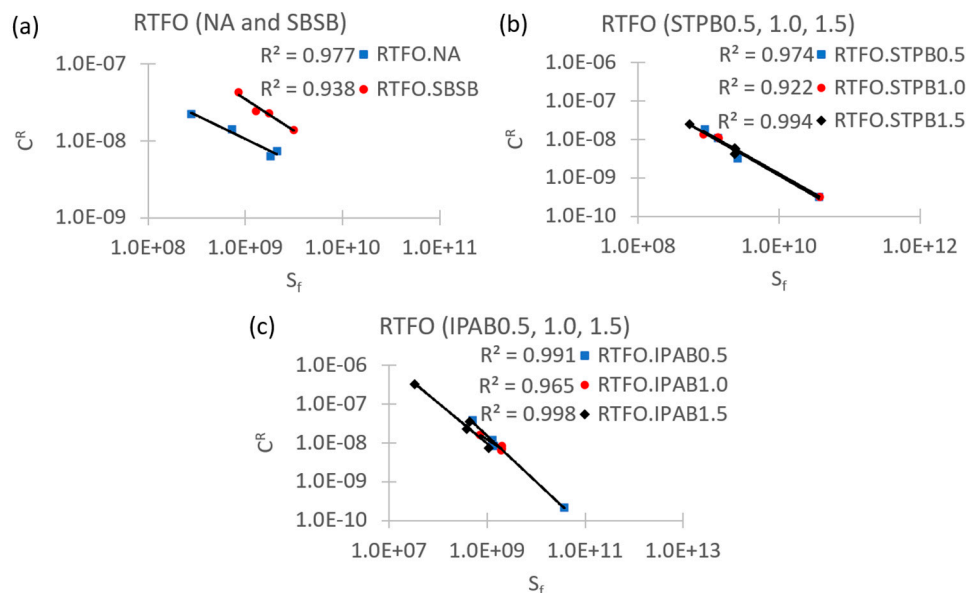 (a)
RTFO (NA and SBSB)
R² = 0.977 RTFO.NA
R² = 0.938 RTFO.SBSB
1.0E-07
1.0E-08
1.0E-09
C^R
1.0E+08 1.0E+09 1.0E+10 1.0E+11
S_f
(b)
RTFO (STPB0.5, 1.0, 1.5)
R² = 0.974 RTFO.STPB0.5
R² = 0.922 RTFO.STPB1.0
R² = 0.994 RTFO.STPB1.5
1.0E-06
1.0E-07
1.0E-08
1.0E-09
1.0E-10
C^R
1.0E+08 1.0E+10 1.0E+12
S_f
(c)
RTFO (IPAB0.5, 1.0, 1.5)
R² = 0.991 RTFO.IPAB0.5
R² = 0.965 RTFO.IPAB1.0
R² = 0.998 RTFO.IPAB1.5
1.0E-06
1.0E-07
1.0E-08
1.0E-09
1.0E-10
C^R
1.0E+07 1.0E+09 1.0E+11 1.0E+13
S_f